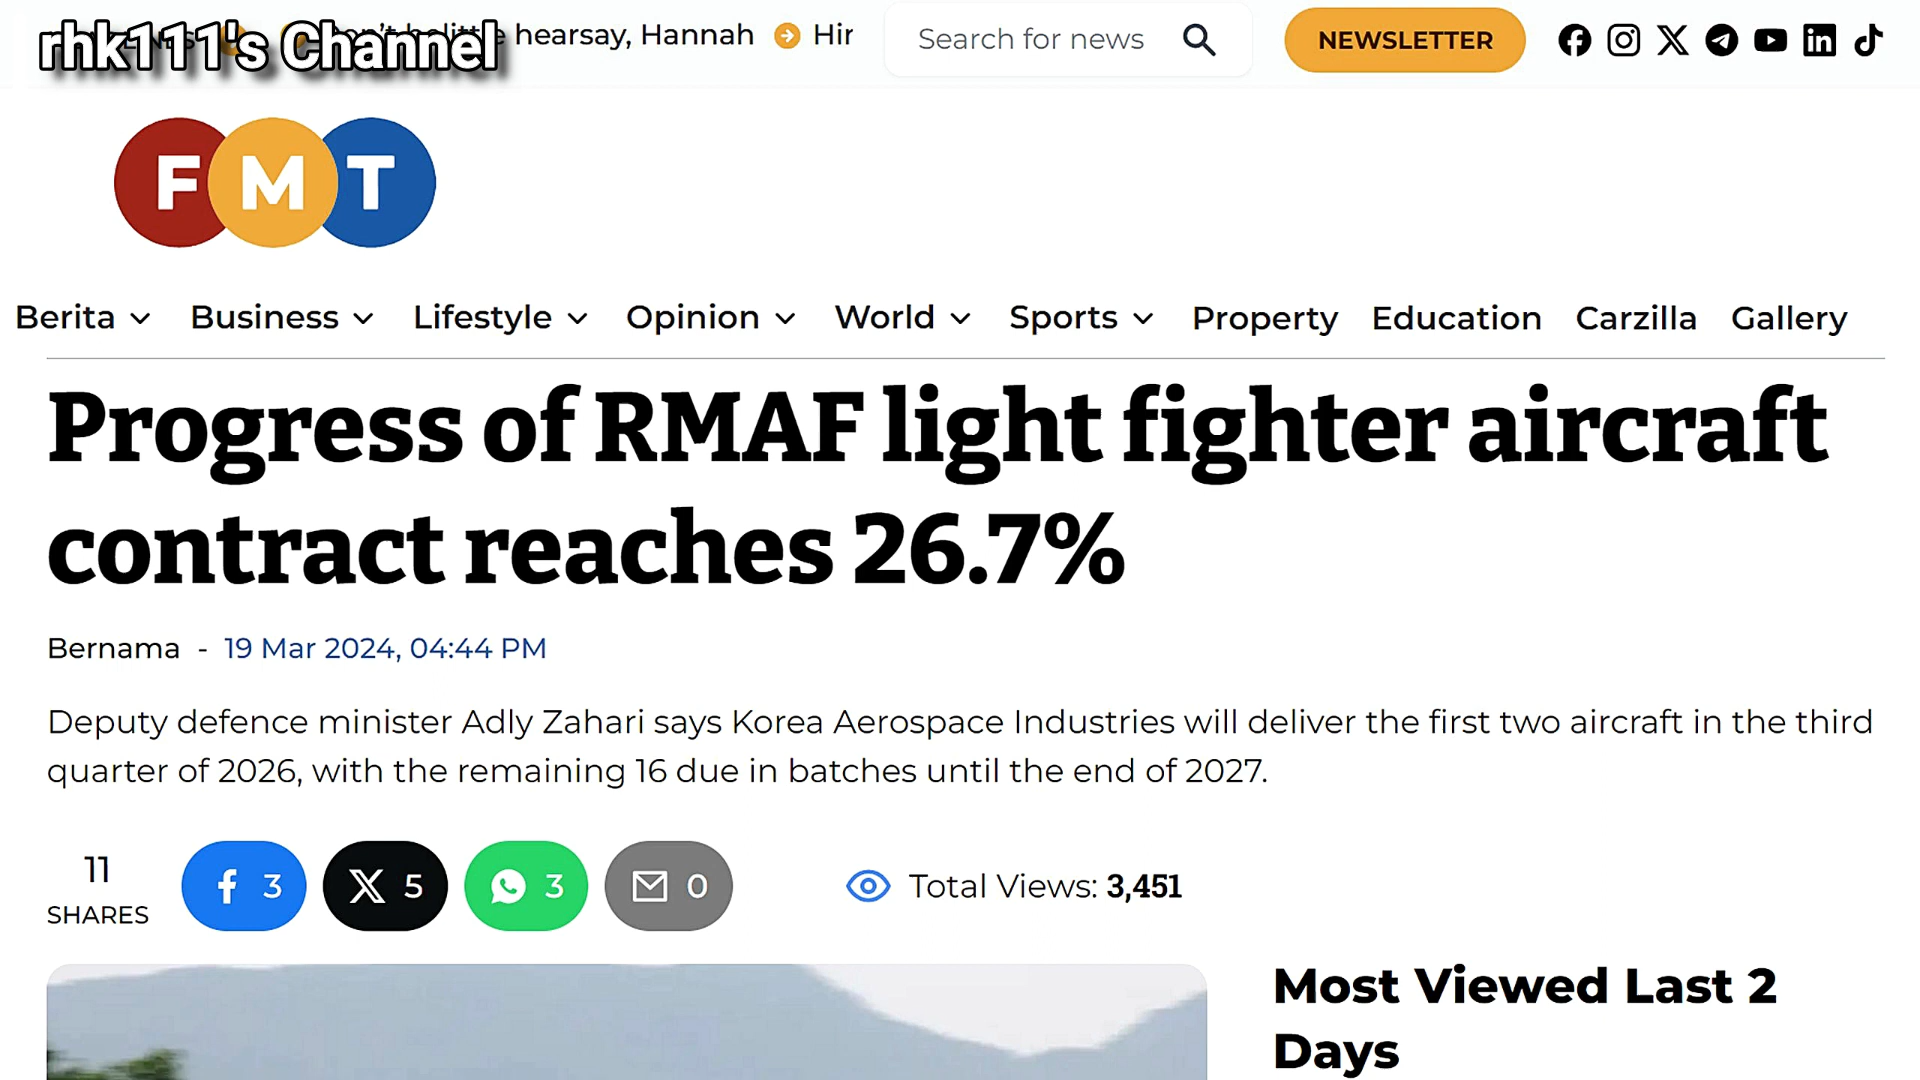 rhk111's Channel
hearsay, Hannah
Hir
Search for news
NEWSLETTER
FMT
Berita Business Lifestyle Opinion World Sports Property Education Carzilla Gallery
Progress of RMAF light fighter aircraft
contract reaches 26.7%
Bernama - 19 Mar 2024, 04:44 PM
Deputy defence minister Adly Zahari says Korea Aerospace Industries will deliver the first two aircraft in the third
quarter of 2026, with the remaining 16 due in batches until the end of 2027.
11
SHARES
3
5
3
0
Total Views: 3,451
Most Viewed Last 2
Days